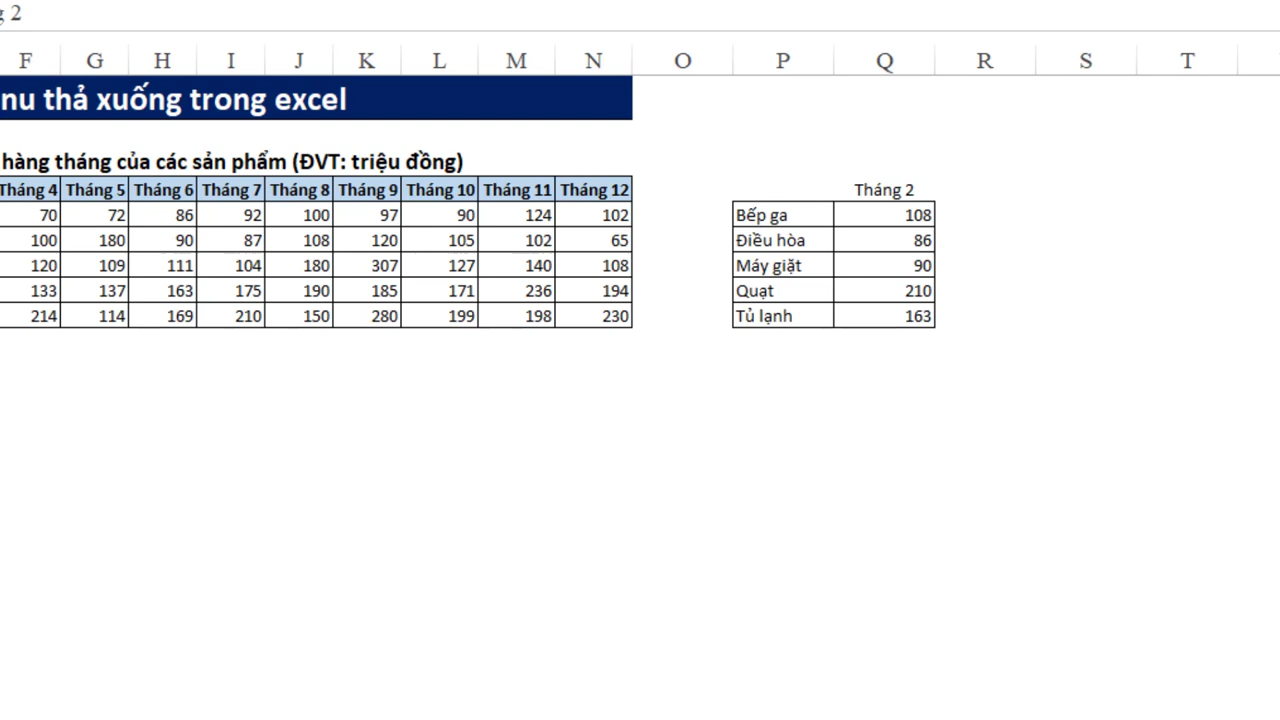 g 2
F G H I J K L M N O P Q R S T
nu thả xuống trong excel
hàng tháng của các sản phẩm (ĐVT: triệu đồng)
Tháng 4 Tháng 5 Tháng 6 Tháng 7 Tháng 8 Tháng 9 Tháng 10 Tháng 11 Tháng 12 Tháng 2
70 72 86 92 100 97 90 124 102 Bếp ga 108
100 180 90 87 108 120 105 102 65 Điều hòa 86
120 109 111 104 180 307 127 140 108 Máy giặt 90
133 137 163 175 190 185 171 236 194 Quạt 210
214 114 169 210 150 280 199 198 230 Tủ lạnh 163